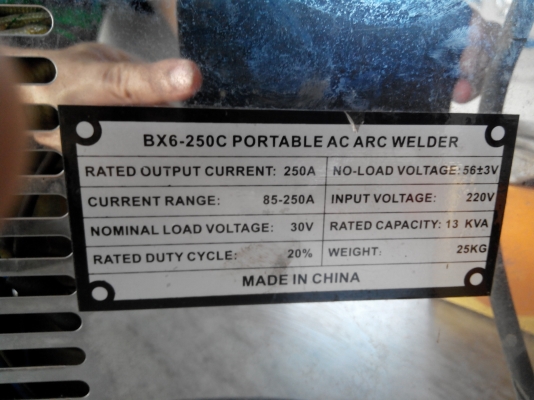 BX6-250C PORTABLE AC ARC WELDER
RATED OUTPUT CURRENT: 250A NO-LOAD VOLTAGE: 56±3V
CURRENT RANGE: 85-250A INPUT VOLTAGE: 220V
NOMINAL LOAD VOLTAGE: 30V RATED CAPACITY: 13 KVA
RATED DUTY CYCLE: 20% WEIGHT: 25KG
MADE IN CHINA